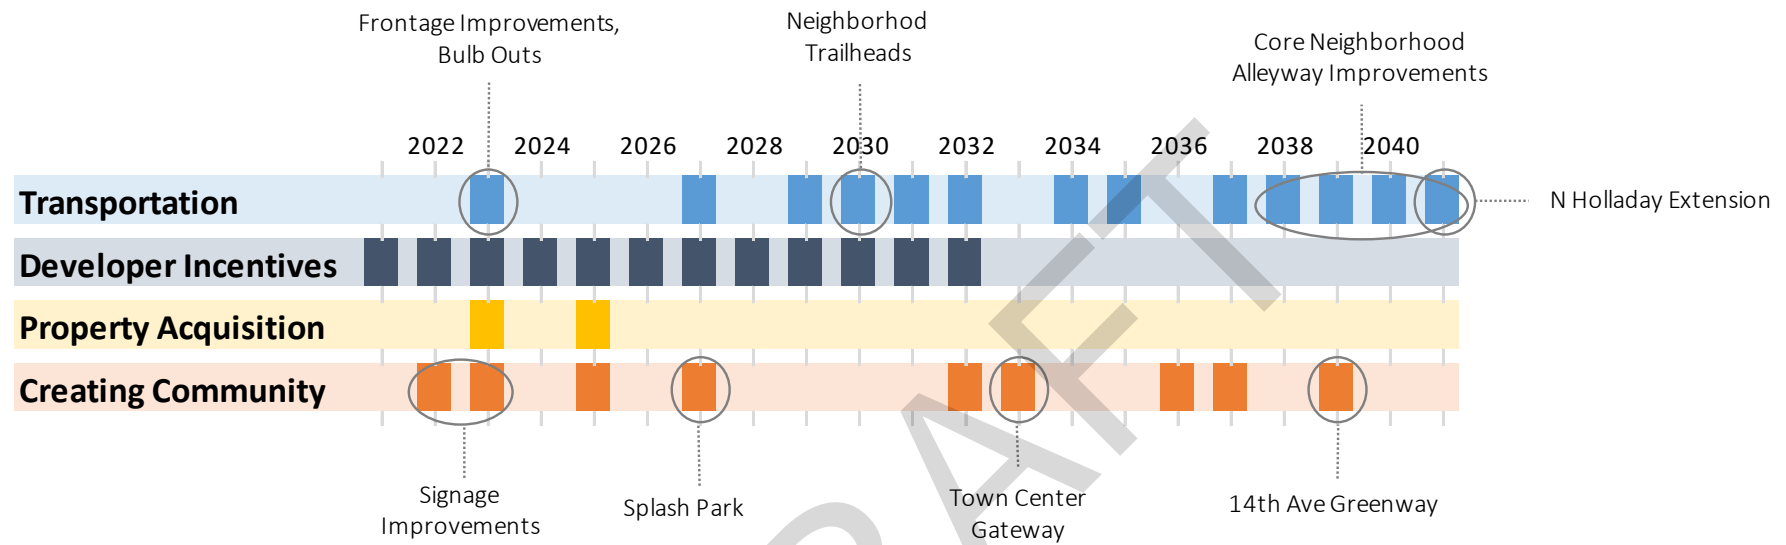 Frontage Improvements,
Bulb Outs
Neighborhod
Trailheads
Core Neighborhood
Alleyway Improvements
2022 2024 2026 2028 2030 2032 2034 2036 2038 2040
Transportation
N Holladay Extension
Developer Incentives
Property Acquisition
Creating Community
Signage
Improvements
Splash Park
Town Center
Gateway
14th Ave Greenway
DRAFT